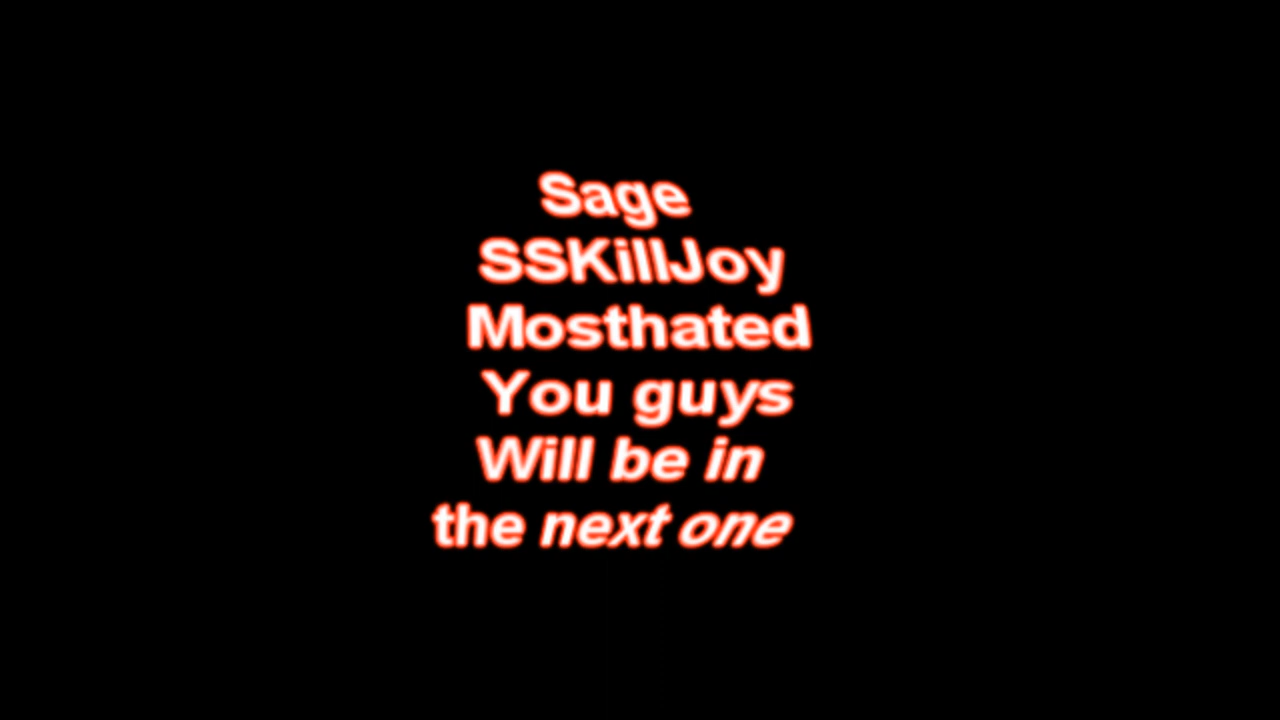 Sage
SSKillJoy
Mosthated
You guys
Will be in
the next one